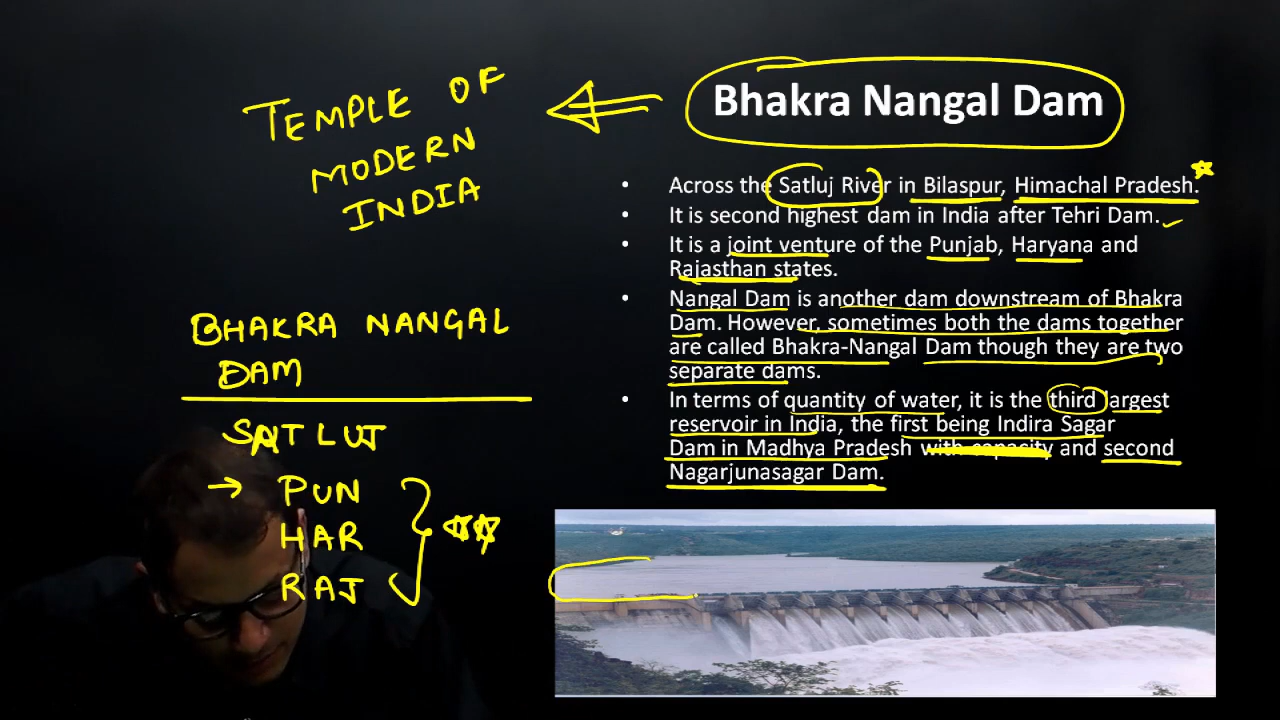 TEMPLE OF
MODERN
INDIA
Bhakra Nangal Dam
• Across the Satluj River in Bilaspur, Himachal Pradesh.
• It is second highest dam in India after Tehri Dam.
• It is a joint venture of the Punjab, Haryana and
Rajasthan states.
• Nangal Dam is another dam downstream of Bhakra
Dam. However, sometimes both the dams together
are called Bhakra-Nangal Dam though they are two
separate dams.
• In terms of quantity of water, it is the third largest
reservoir in India, the first being Indira Sagar
Dam in Madhya Pradesh with capacity and second
Nagarjunasagar Dam.
BHAKRA NANGAL
DAM
SATLUJ
→ PUN
HAR
RAJ